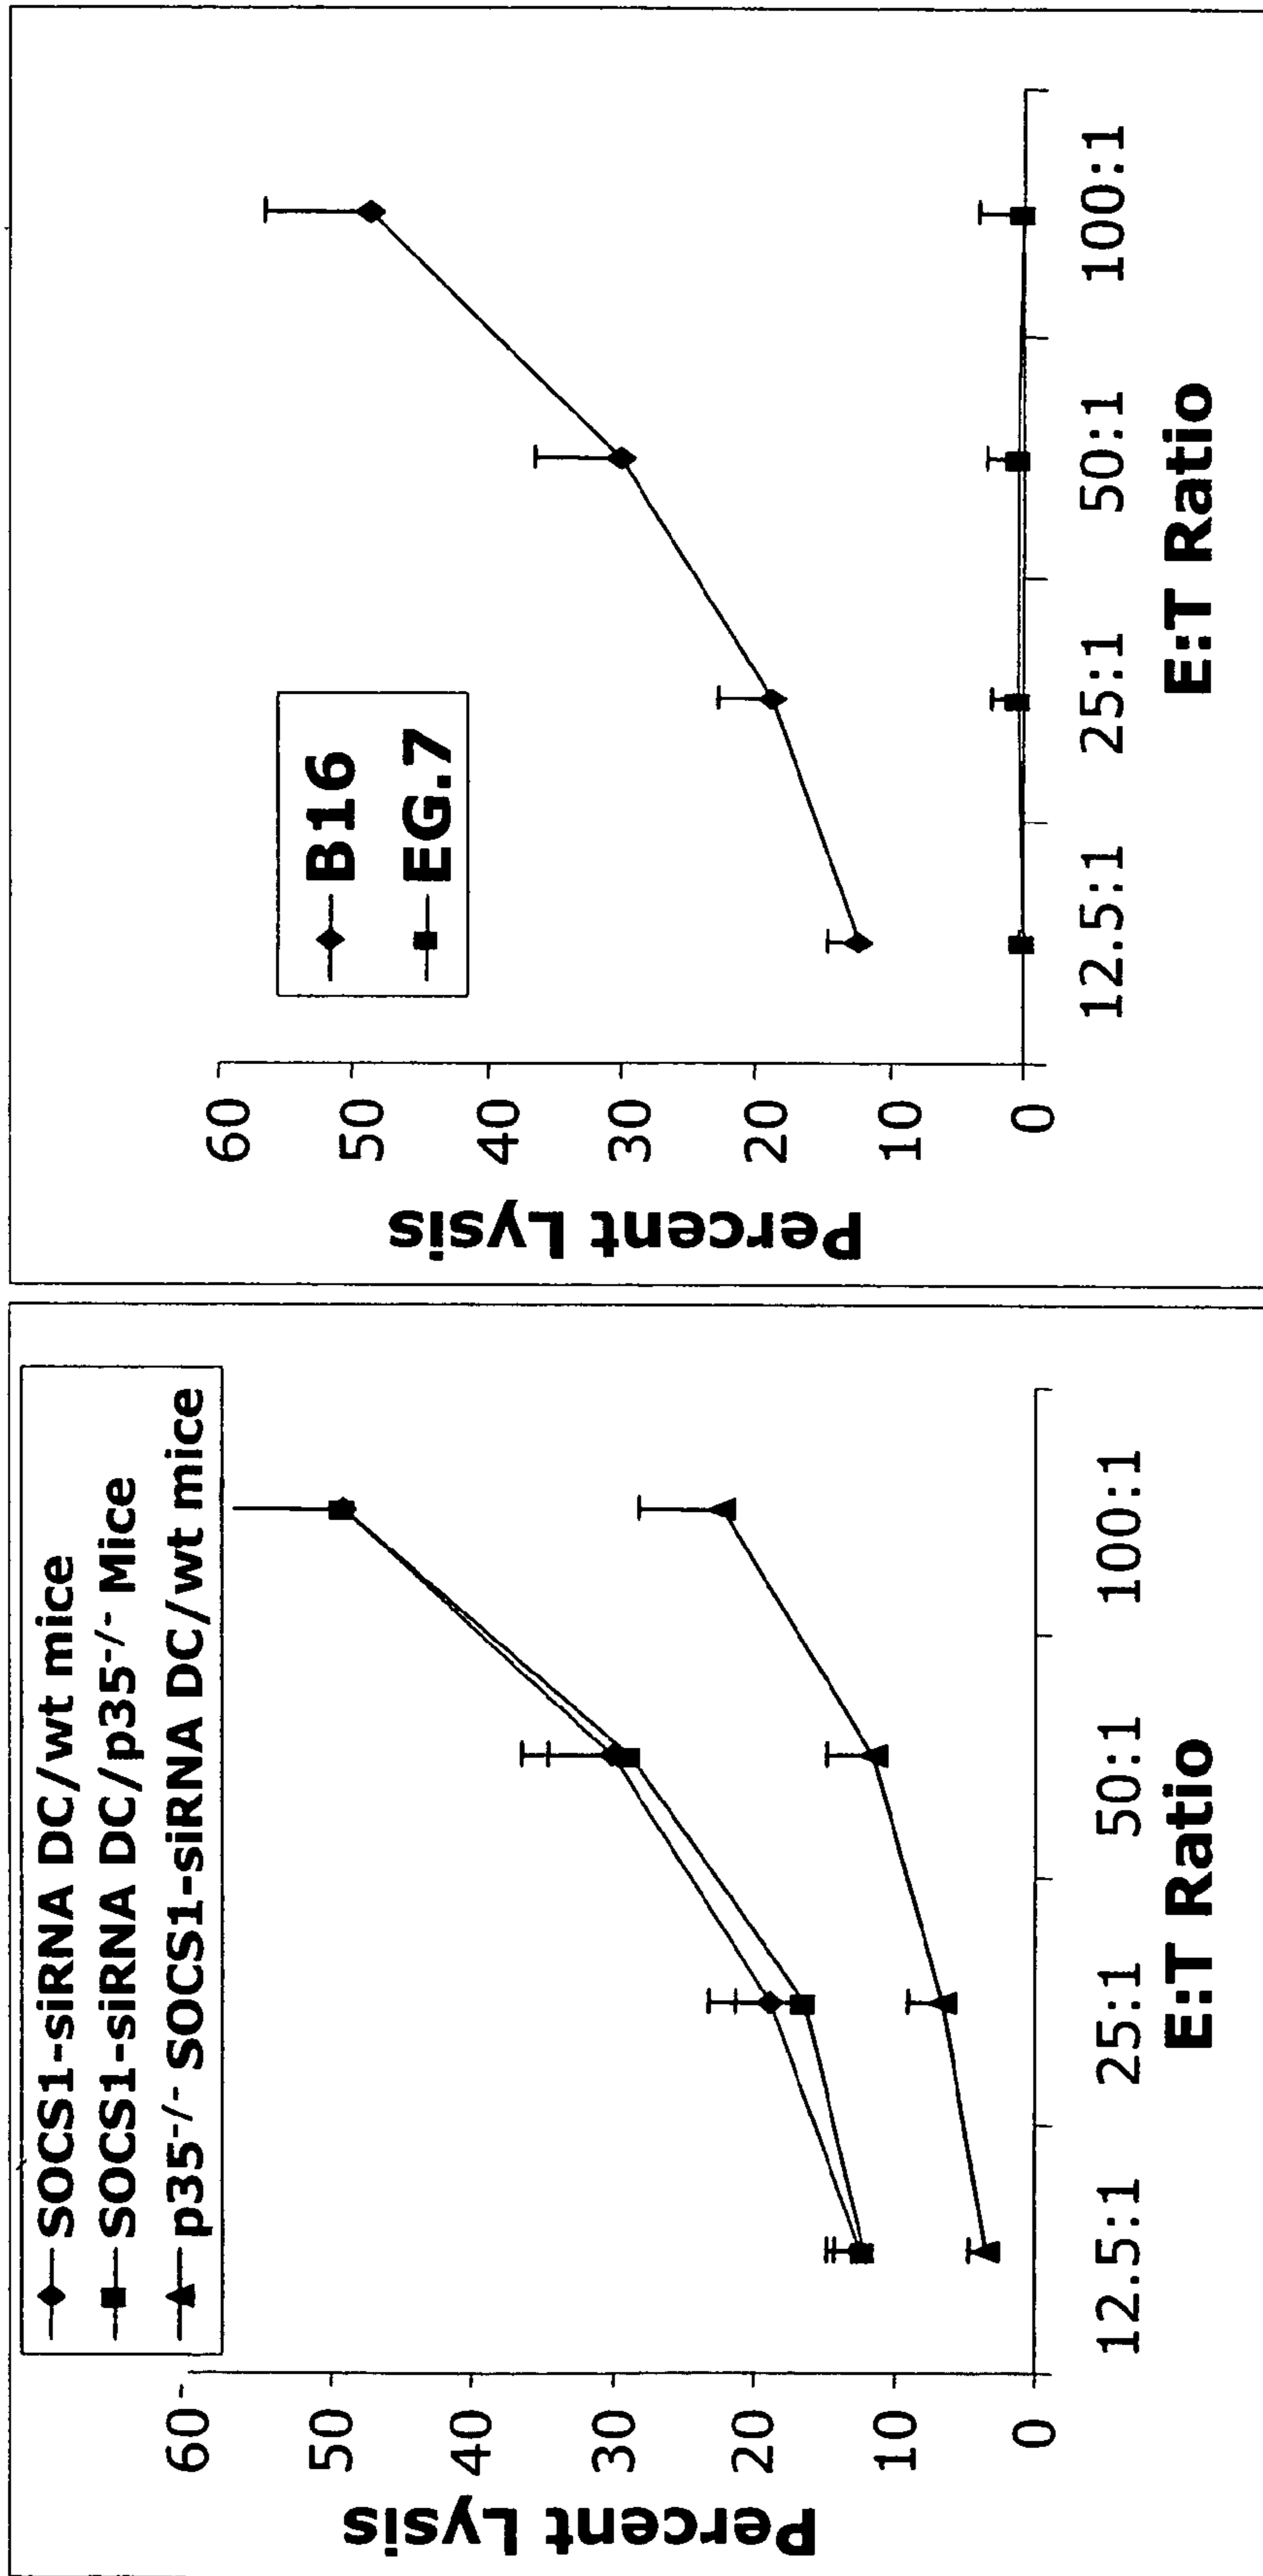 SOCS1-siRNA DC/wt mice
SOCS1-siRNA DC/p35⁻/⁻ Mice
p35⁻/⁻ SOCS1-siRNA DC/wt mice
60
50
40
30
20
10
0
Percent Lysis
12.5:1 25:1 50:1 100:1
E:T Ratio
B16
EG.7
60
50
40
30
20
10
0
Percent Lysis
12.5:1 25:1 50:1 100:1
E:T Ratio